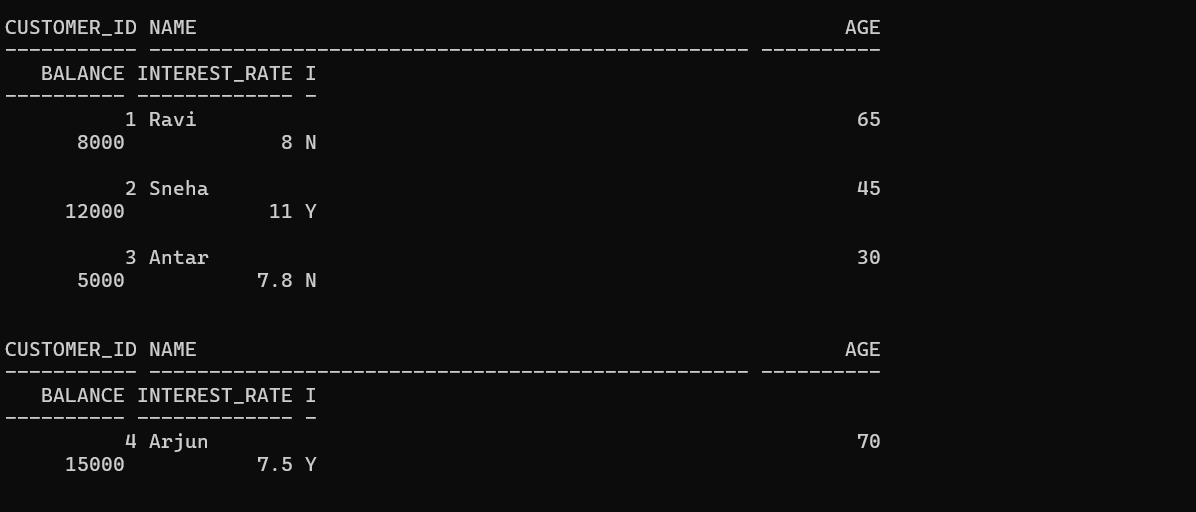 CUSTOMER_ID NAME                                                      AGE
----------- -------------------------------------------------- ----------
   BALANCE INTEREST_RATE I
---------- ------------- -
          1 Ravi                                                       65
      8000             8 N
          2 Sneha                                                      45
     12000            11 Y
          3 Antar                                                      30
      5000           7.8 N
CUSTOMER_ID NAME                                                      AGE
----------- -------------------------------------------------- ----------
   BALANCE INTEREST_RATE I
---------- ------------- -
          4 Arjun                                                      70
     15000           7.5 Y